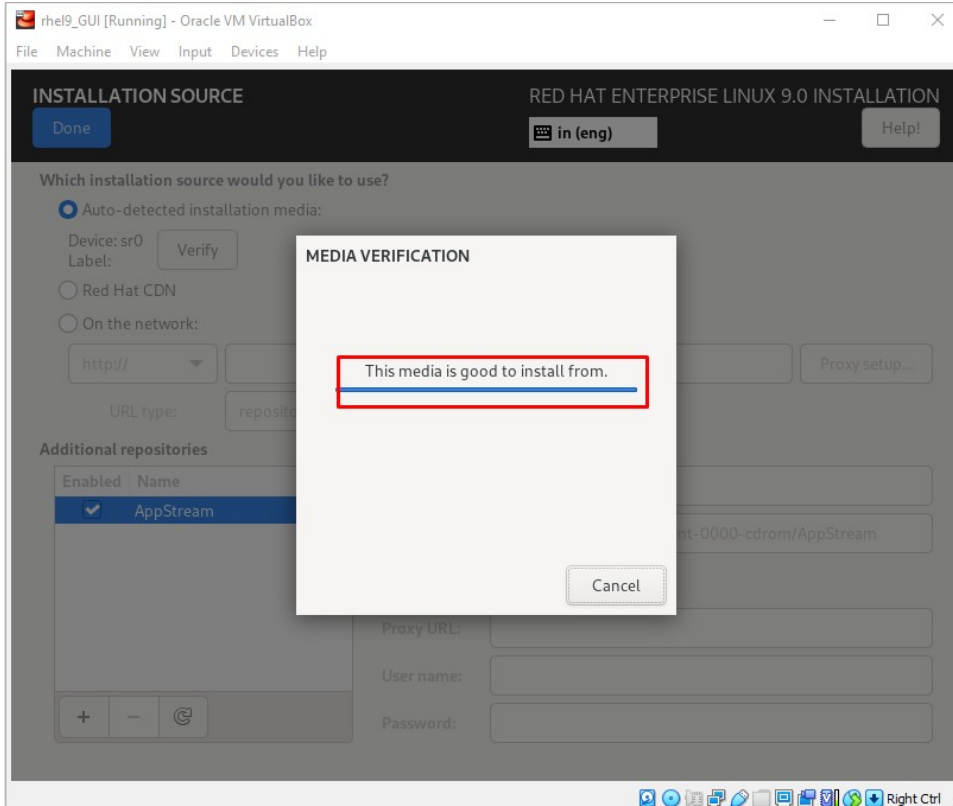 rhel9_GUI [Running] - Oracle VM VirtualBox
File Machine View Input Devices Help
INSTALLATION SOURCE
RED HAT ENTERPRISE LINUX 9.0 INSTALLATION
Done
in (eng)
Help!
Which installation source would you like to use?
Auto-detected installation media:
Device: sr0
Label:
Verify
Red Hat CDN
On the network:
http://
Proxy setup...
URL type:
reposito
MEDIA VERIFICATION
This media is good to install from.
Cancel
Additional repositories
Enabled Name
AppStream
nt-0000-cdrom/AppStream
Proxy URL:
User name:
Password:
Right Ctrl